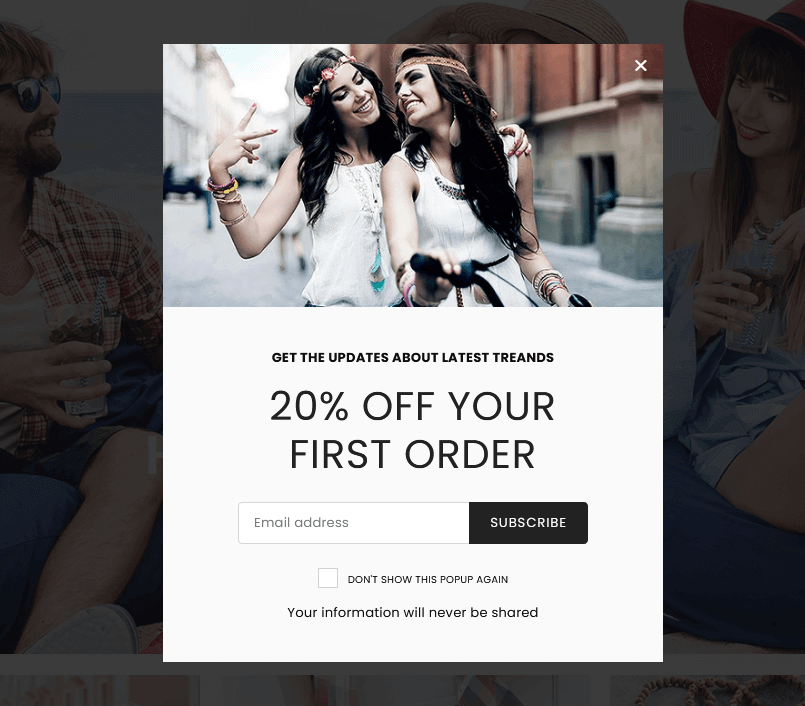 GET THE UPDATES ABOUT LATEST TREANDS
20% OFF YOUR
FIRST ORDER
Email address
SUBSCRIBE
DON'T SHOW THIS POPUP AGAIN
Your information will never be shared